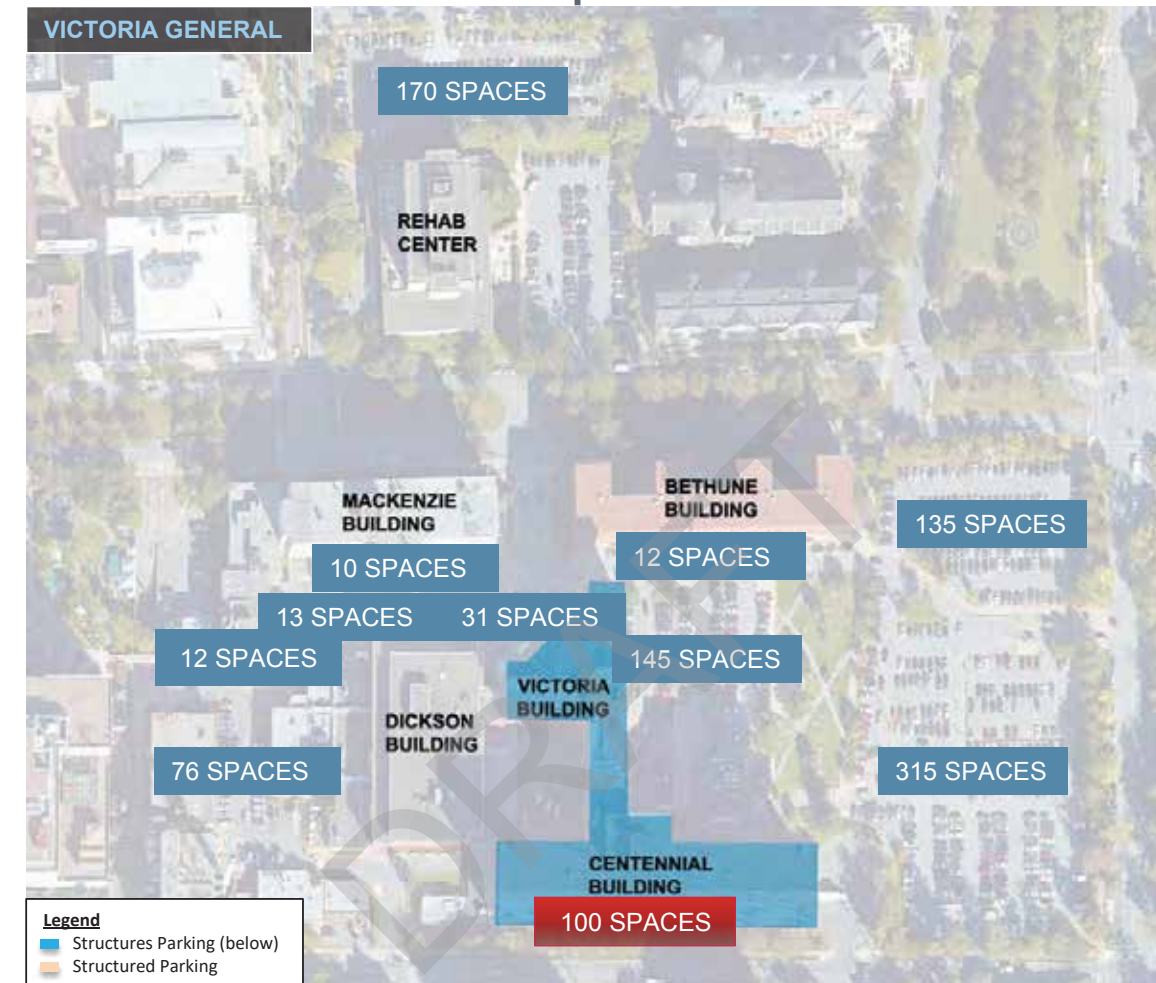 VICTORIA GENERAL
170 SPACES
REHAB
CENTER
MACKENZIE
BUILDING
BETHUNE
BUILDING
135 SPACES
10 SPACES
12 SPACES
13 SPACES
31 SPACES
12 SPACES
145 SPACES
VICTORIA
BUILDING
DICKSON
BUILDING
76 SPACES
315 SPACES
CENTENNIAL
BUILDING
100 SPACES
DRAFT
Legend
Structures Parking (below)
Structured Parking